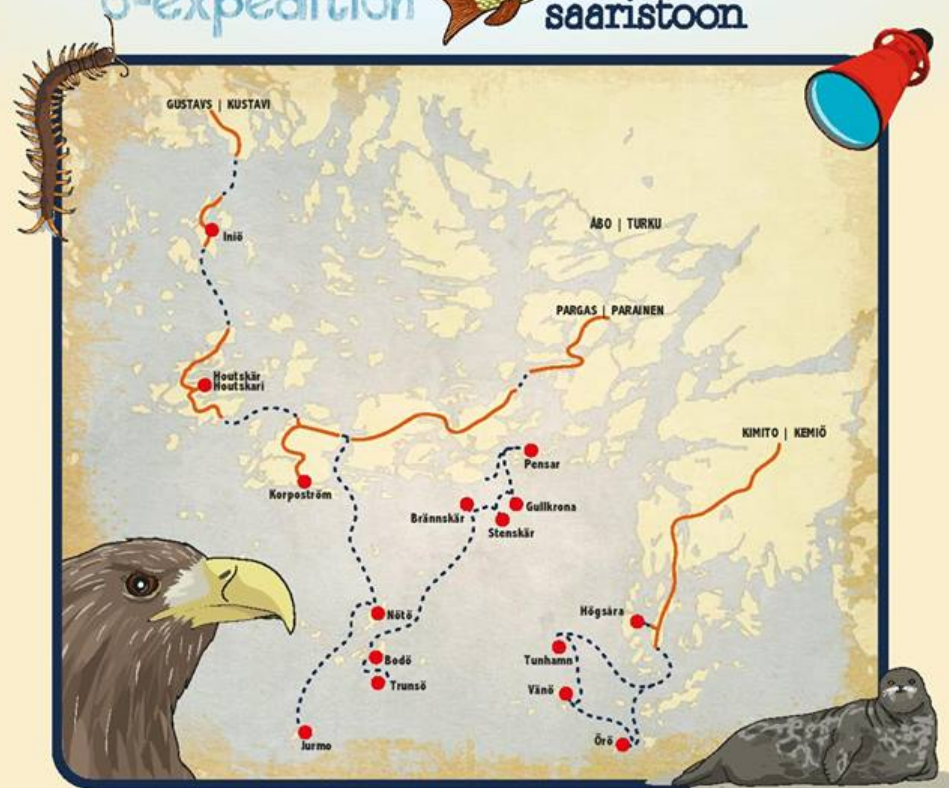 ö-expedition
saaristoon
GUSTAVS | KUSTAVI
Iniö
ÅBO | TURKU
PARGAS | PARAINEN
Houtskär
Houtskari
KIMITO | KEMIÖ
Pensar
Korpoström
Brännskär
Gullkrona
Stenskär
Nötö
Högsåra
Bodö
Tunhamn
Trunsö
Vänö
Örö
Jurmo